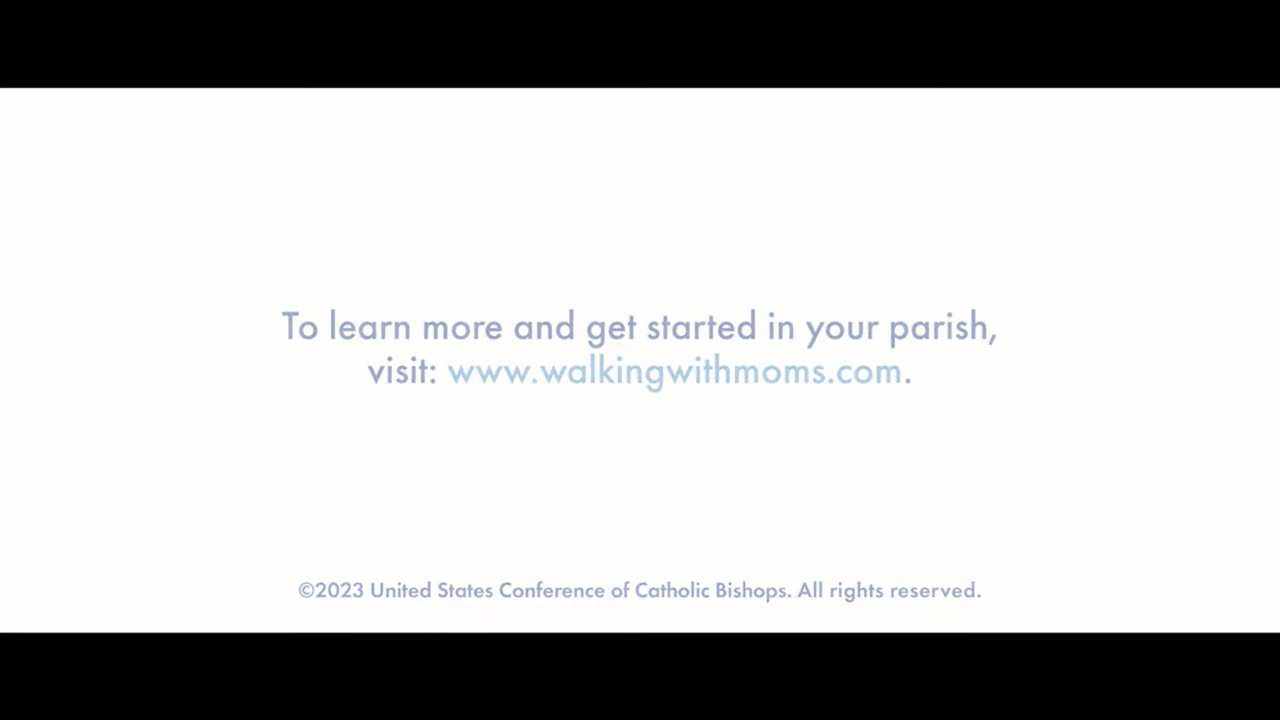 To learn more and get started in your parish,
visit: www.walkingwithmoms.com.
©2023 United States Conference of Catholic Bishops. All rights reserved.